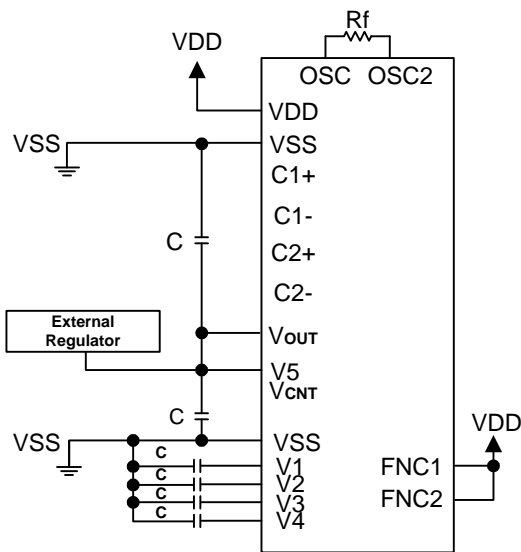 Rf
VDD
OSC OSC2
VDD
VSS
VSS
C1+
C1-
C
C2+
C2-
External
Regulator
VOUT
V5
VCNT
C
VDD
VSS
VSS
C
V1
FNC1
C
V2
C
V3
FNC2
C
V4